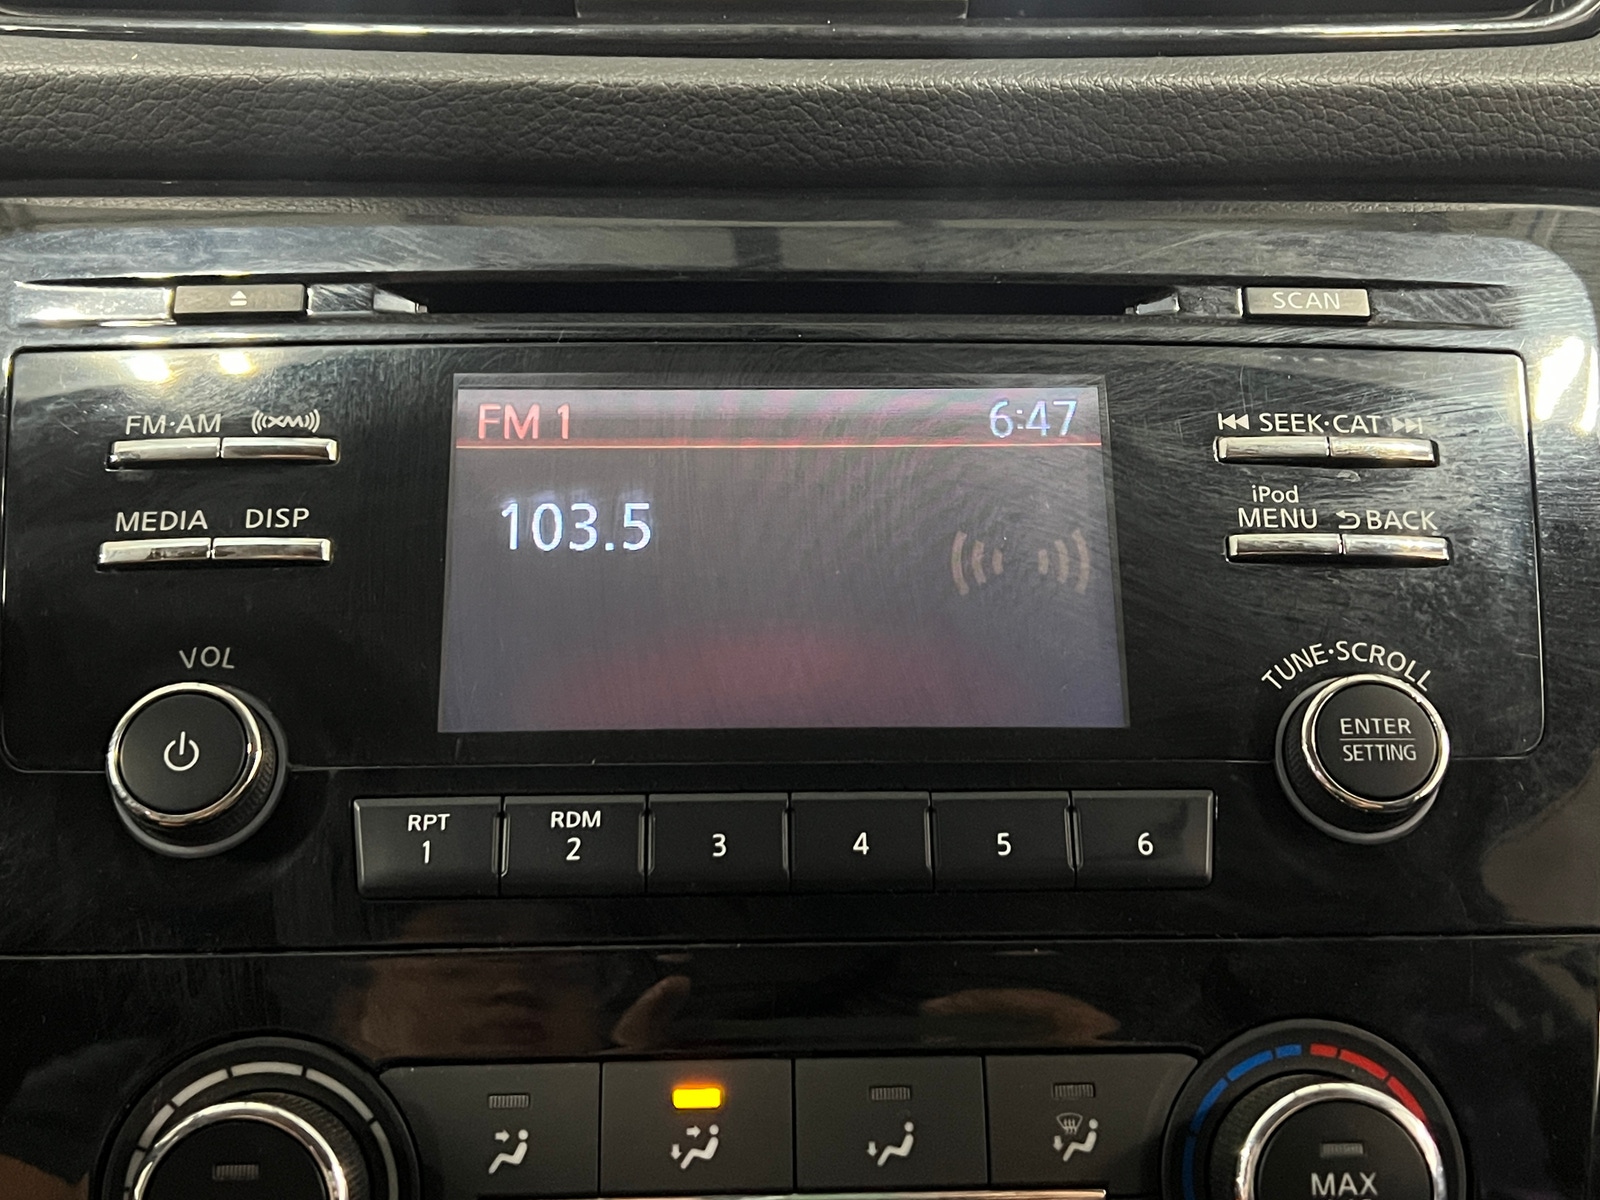 SCAN
FM·AM ((XM))
SEEK·CAT
FM 1 6:47
103.5
iPod
MEDIA DISP
MENU BACK
VOL
TUNE·SCROLL
ENTER
SETTING
RPT RDM
1 2 3 4 5 6
MAX